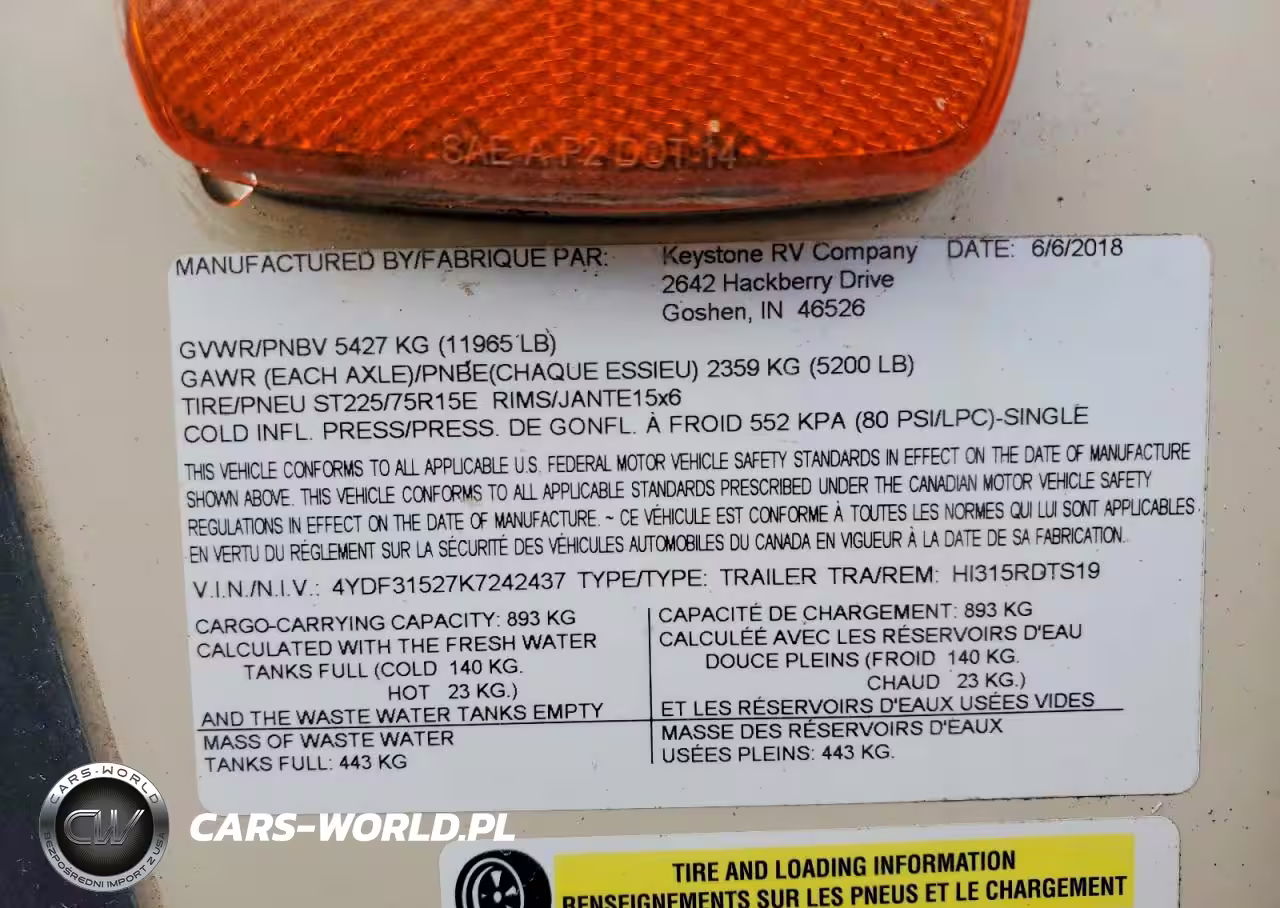 SAE-A-P2 DOT-14
MANUFACTURED BY/FABRIQUE PAR: Keystone RV Company DATE: 6/6/2018
2642 Hackberry Drive
Goshen, IN 46526
GVWR/PNBV 5427 KG (11965 LB)
GAWR (EACH AXLE)/PNBE(CHAQUE ESSIEU) 2359 KG (5200 LB)
TIRE/PNEU ST225/75R15E RIMS/JANTE15x6
COLD INFL. PRESS/PRESS. DE GONFL. À FROID 552 KPA (80 PSI/LPC)-SINGLE
THIS VEHICLE CONFORMS TO ALL APPLICABLE U.S. FEDERAL MOTOR VEHICLE SAFETY STANDARDS IN EFFECT ON THE DATE OF MANUFACTURE
SHOWN ABOVE. THIS VEHICLE CONFORMS TO ALL APPLICABLE STANDARDS PRESCRIBED UNDER THE CANADIAN MOTOR VEHICLE SAFETY
REGULATIONS IN EFFECT ON THE DATE OF MANUFACTURE. ~ CE VÉHICULE EST CONFORME À TOUTES LES NORMES QUI LUI SONT APPLICABLES
EN VERTU DU RÉGLEMENT SUR LA SÉCURITÉ DES VÉHICULES AUTOMOBILES DU CANADA EN VIGUEUR À LA DATE DE SA FABRICATION.
V.I.N./N.I.V.: 4YDF31527K7242437 TYPE/TYPE: TRAILER TRA/REM: HI315RDTS19
CARGO-CARRYING CAPACITY: 893 KG
CALCULATED WITH THE FRESH WATER
TANKS FULL (COLD 140 KG.
HOT 23 KG.)
AND THE WASTE WATER TANKS EMPTY
MASS OF WASTE WATER
TANKS FULL: 443 KG
CAPACITÉ DE CHARGEMENT: 893 KG
CALCULÉE AVEC LES RÉSERVOIRS D'EAU
DOUCE PLEINS (FROID 140 KG.
CHAUD 23 KG.)
ET LES RÉSERVOIRS D'EAUX USÉES VIDES
MASSE DES RÉSERVOIRS D'EAUX
USÉES PLEINS: 443 KG.
CARS-WORLD
CW
BEZPOŚREDNI IMPORT Z USA
CARS-WORLD.PL
TIRE AND LOADING INFORMATION
RENSEIGNEMENTS SUR LES PNEUS ET LE CHARGEMENT